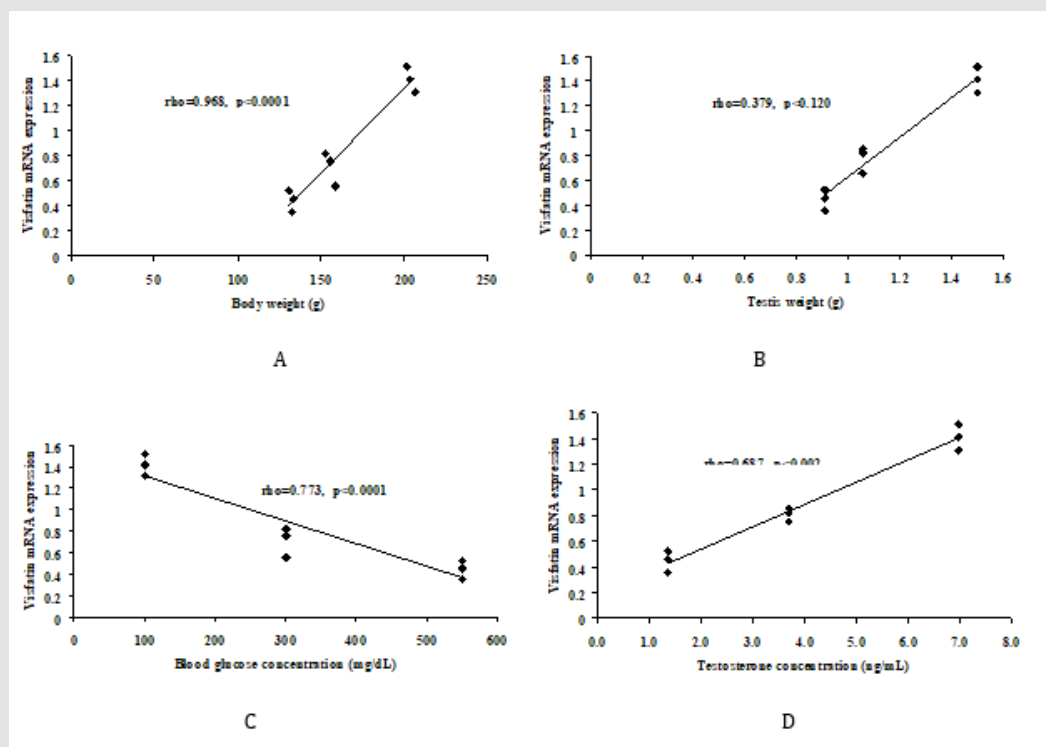 1.6
1.4
1.2
1
0.8
0.6
0.4
0.2
0
Visfatin mRNA expression
rho=0.968, p<0.0001
0 50 100 150 200 250
Body weight (g)
A
1.6
1.4
1.2
1
0.8
0.6
0.4
0.2
0
Visfatin mRNA expression
rho=0.379, p<0.120
0 0.2 0.4 0.6 0.8 1 1.2 1.4 1.6
Testis weight (g)
B
1.6
1.4
1.2
1
0.8
0.6
0.4
0.2
0
Visfatin mRNA expression
rho=0.773, p<0.0001
0 100 200 300 400 500 600
Blood glucose concentration (mg/dL)
C
1.6
1.4
1.2
1
0.8
0.6
0.4
0.2
0
Visfatin mRNA expression
rho=0.687,
0.0 1.0 2.0 3.0 4.0 5.0 6.0 7.0 8.0
Testosterone concentration (ng/mL)
D